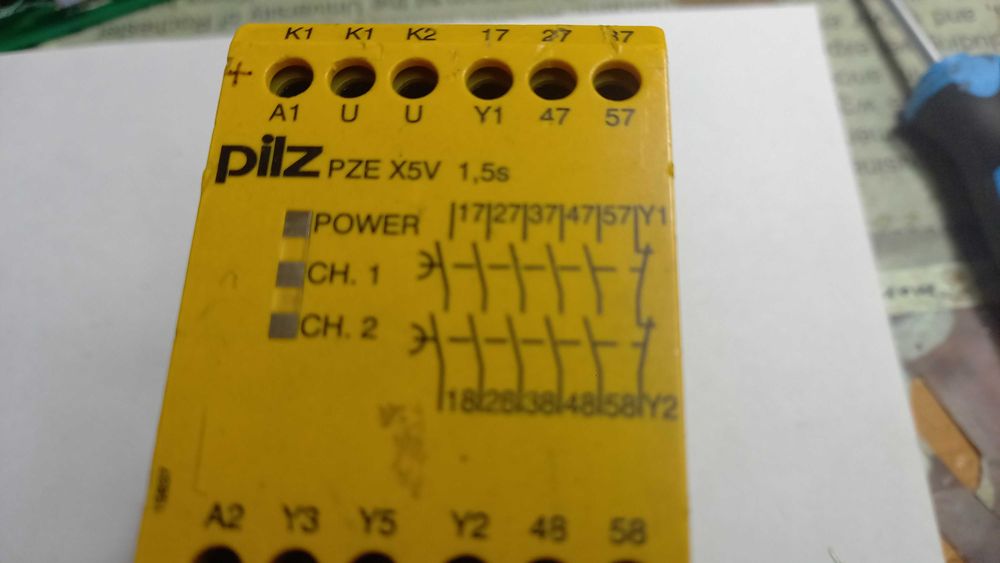 K1 K1 K2 17 27 37
+
A1 U U Y1 47 57
pilz PZE X5V 1,5s
POWER
17 27 37 47 57 Y1
CH. 1
CH. 2
18 28 38 48 58 Y2
A2 Y3 Y5 Y2 48 58